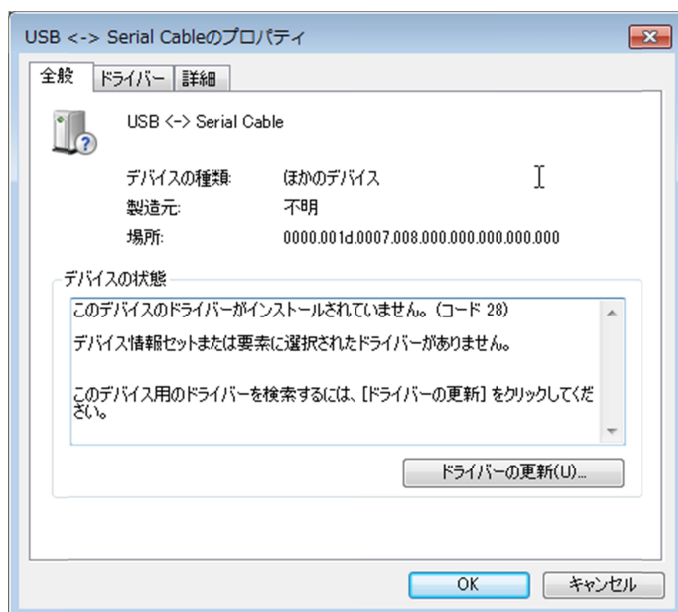 USB <-> Serial Cableのプロパティ
全般
ドライバー
詳細
USB <-> Serial Cable
デバイスの種類: ほかのデバイス
製造元: 不明
場所: 0000.001d.0007.008.000.000.000.000.000
デバイスの状態
このデバイスのドライバーがインストールされていません。(コード 28)
デバイス情報セットまたは要素に選択されたドライバーがありません。
このデバイス用のドライバーを検索するには、[ドライバーの更新] をクリックしてくだ
さい。
ドライバーの更新(U)...
OK
キャンセル